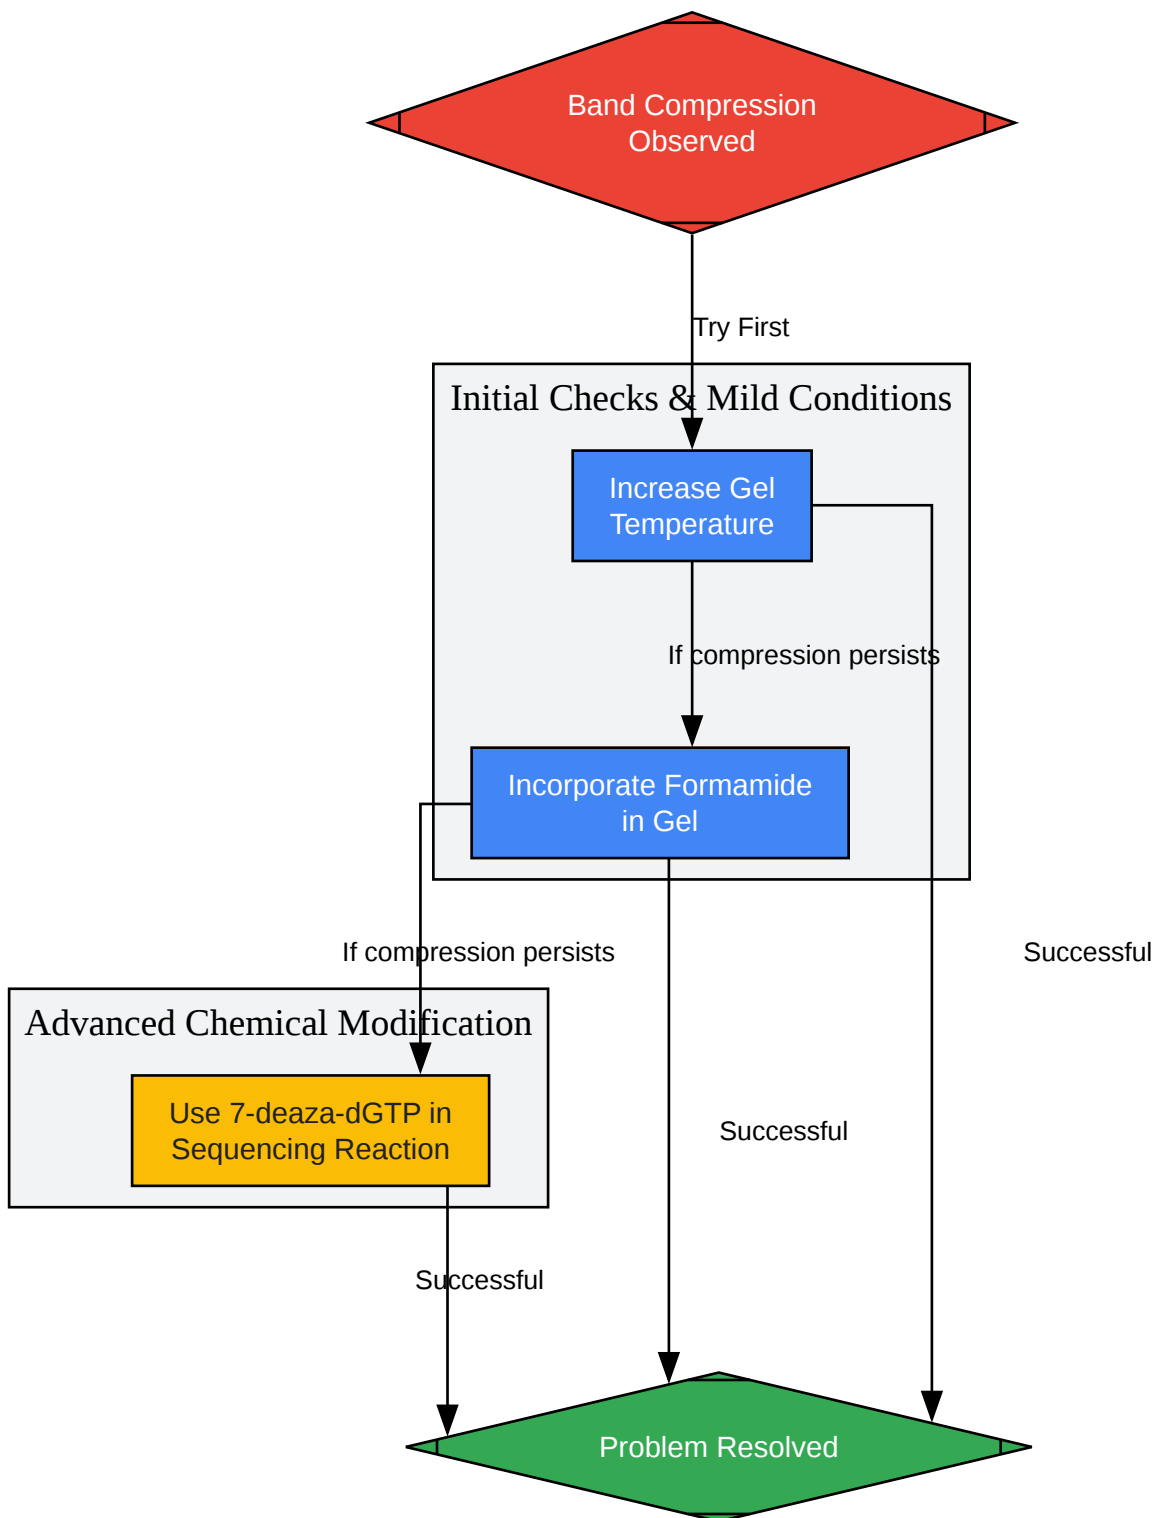 Band Compression
Observed
Try First
Initial Checks & Mild Conditions
Increase Gel
Temperature
If compression persists
Incorporate Formamide
in Gel
If compression persists
Successful
Advanced Chemical Modification
Use 7-deaza-dGTP in
Sequencing Reaction
Successful
Successful
Problem Resolved